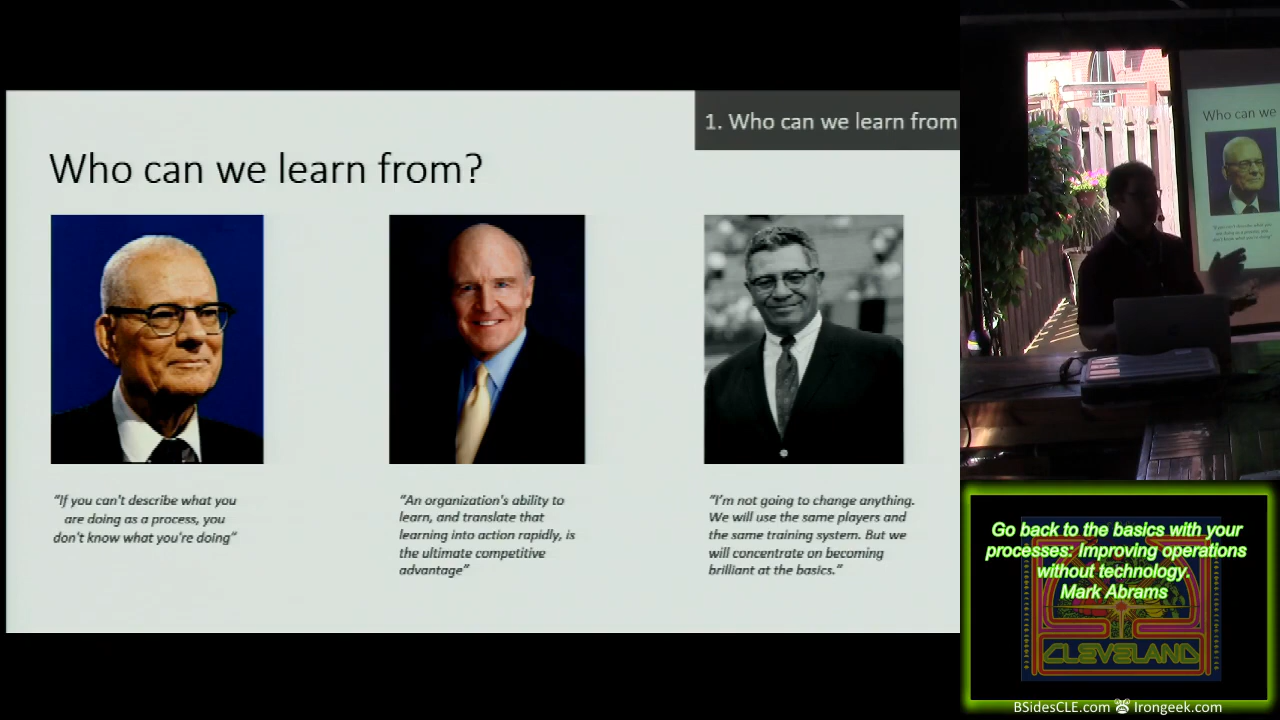 1. Who can we learn from
Who can we learn from?
“If you can't describe what you
are doing as a process, you
don't know what you're doing”
“An organization's ability to
learn, and translate that
learning into action rapidly, is
the ultimate competitive
advantage”
“I'm not going to change anything.
We will use the same players and
the same training system. But we
will concentrate on becoming
brilliant at the basics.”
Who can we
Go back to the basics with your
processes: Improving operations
without technology.
Mark Abrams
CLEVELAND
BSidesCLE.com Irongeek.com